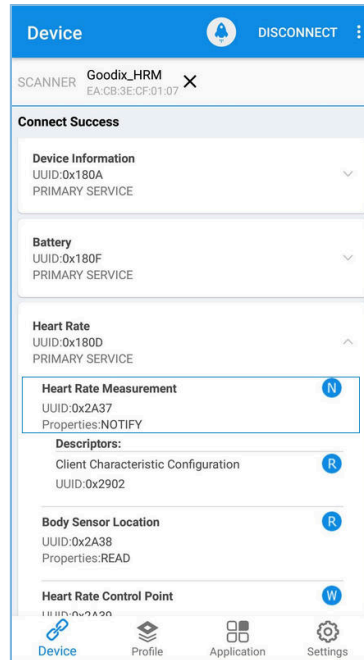 Device
DISCONNECT
SCANNER
Goodix_HRM
EA:CB:3E:CF:01:07
Connect Success
Device Information
UUID:0x180A
PRIMARY SERVICE
Battery
UUID:0x180F
PRIMARY SERVICE
Heart Rate
UUID:0x180D
PRIMARY SERVICE
Heart Rate Measurement
N
UUID:0x2A37
Properties:NOTIFY
Descriptors:
Client Characteristic Configuration
R
UUID:0x2902
Body Sensor Location
R
UUID:0x2A38
Properties:READ
Heart Rate Control Point
W
UUID:0x2A39
Device
Profile
Application
Settings